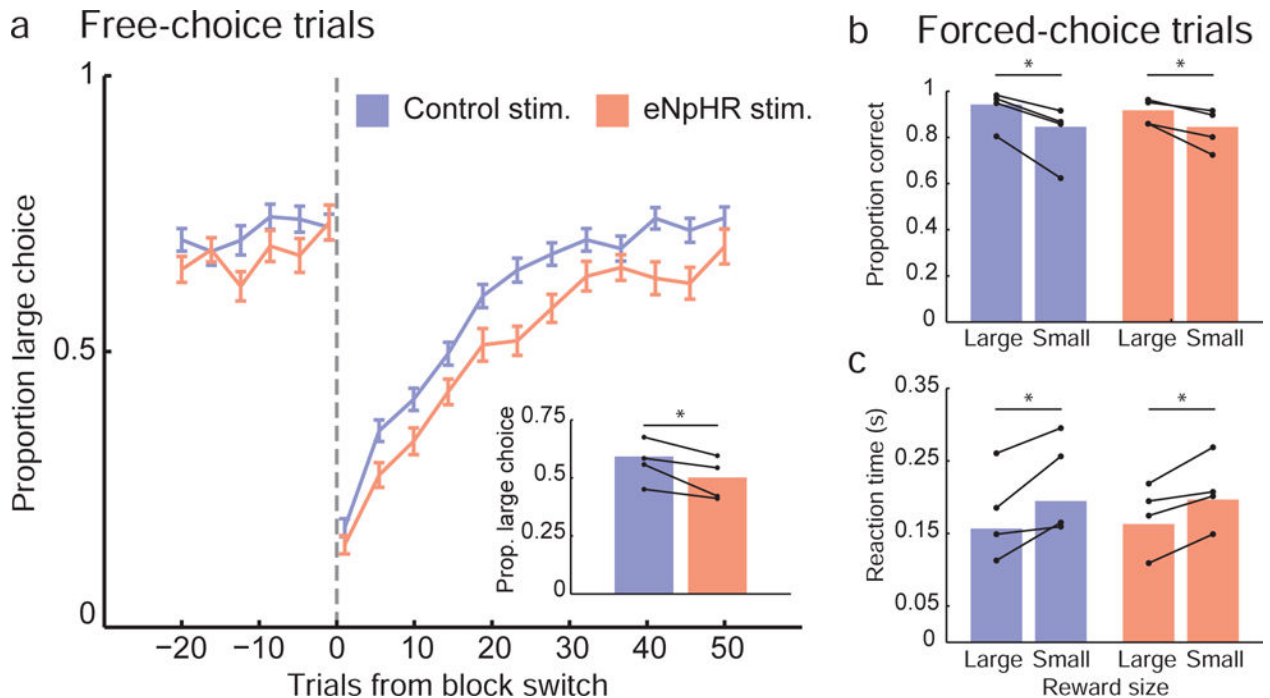 a Free-choice trials
Proportion large choice
1
0.5
0
Control stim. eNpHR stim.
−20 −10 0 10 20 30 40 50
Trials from block switch
Prop. large choice
0.75
0.5
0.25
0
*
b Forced-choice trials
Proportion correct
1
0.8
0.6
0.4
0.2
0
* *
Large Small Large Small
c
Reaction time (s)
0.35
0.25
0.15
0.05
0
* *
Large Small Large Small
Reward size